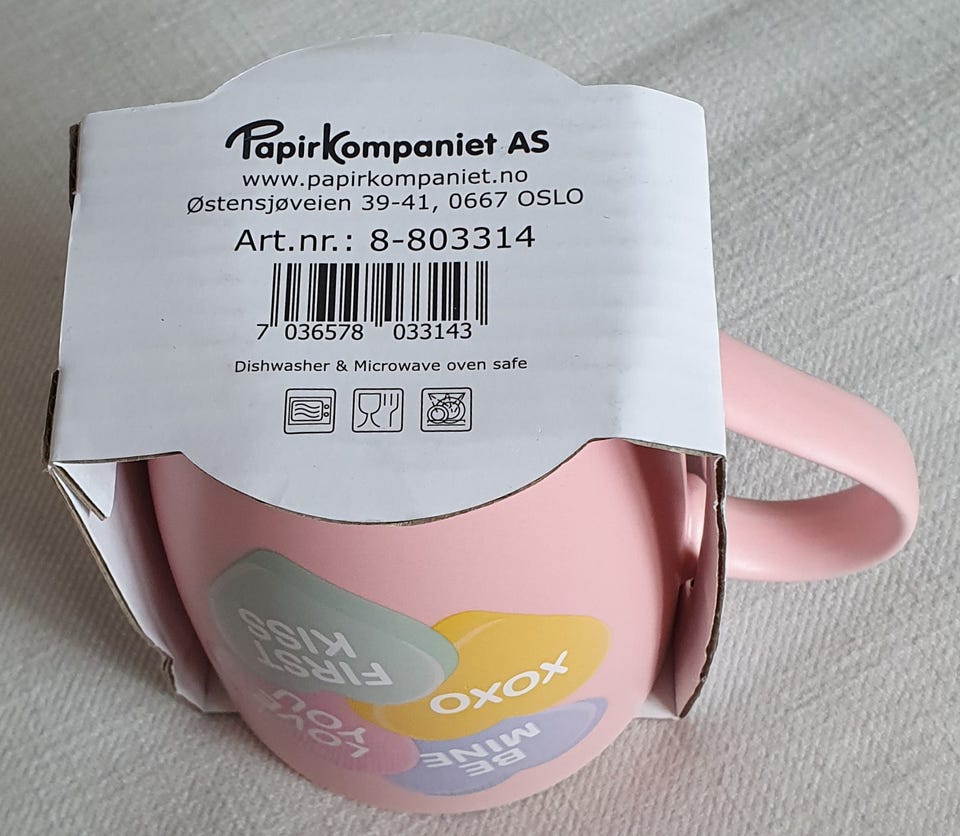 PapirKompaniet AS
www.papirkompaniet.no
Østensjøveien 39-41, 0667 OSLO
Art.nr.: 8-803314
7 036578 033143
Dishwasher & Microwave oven safe
FIRST
KISS
XOXO
LOVE
YOU
BE
MINE